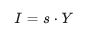 I = s · Y